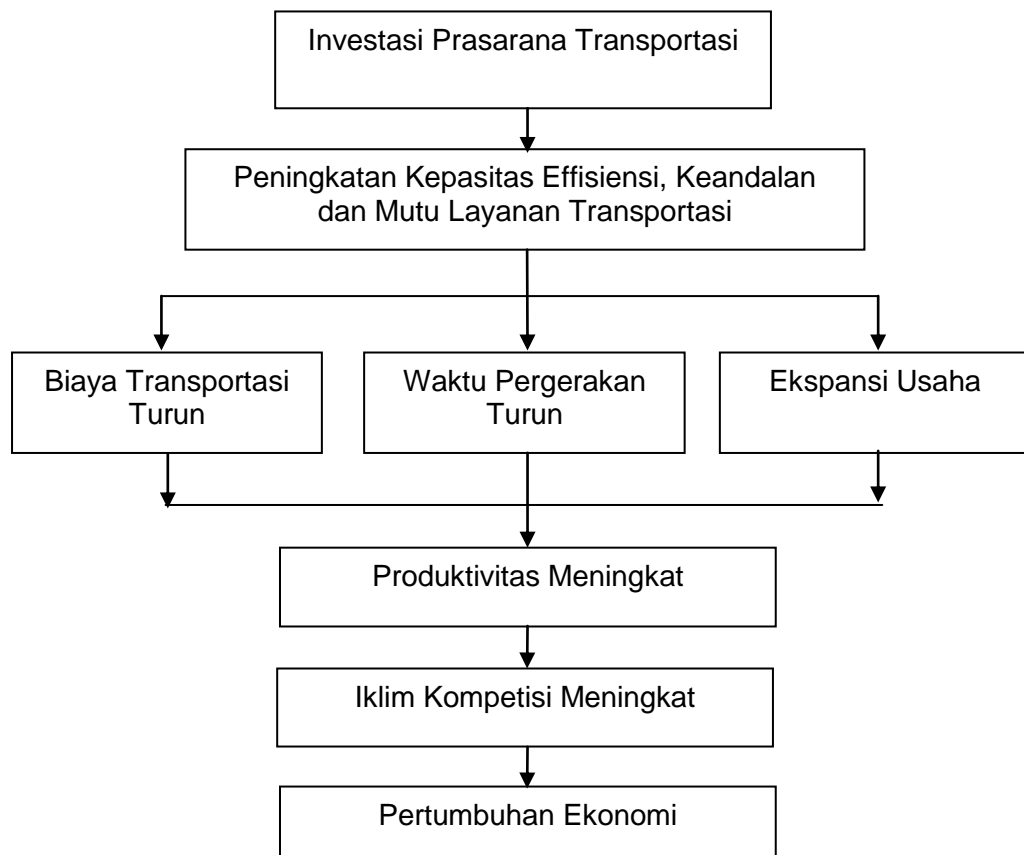 Investasi Prasarana Transportasi
Peningkatan Kepasitas Effisiensi, Keandalan
dan Mutu Layanan Transportasi
Biaya Transportasi
Turun
Waktu Pergerakan
Turun
Ekspansi Usaha
Produktivitas Meningkat
Iklim Kompetisi Meningkat
Pertumbuhan Ekonomi